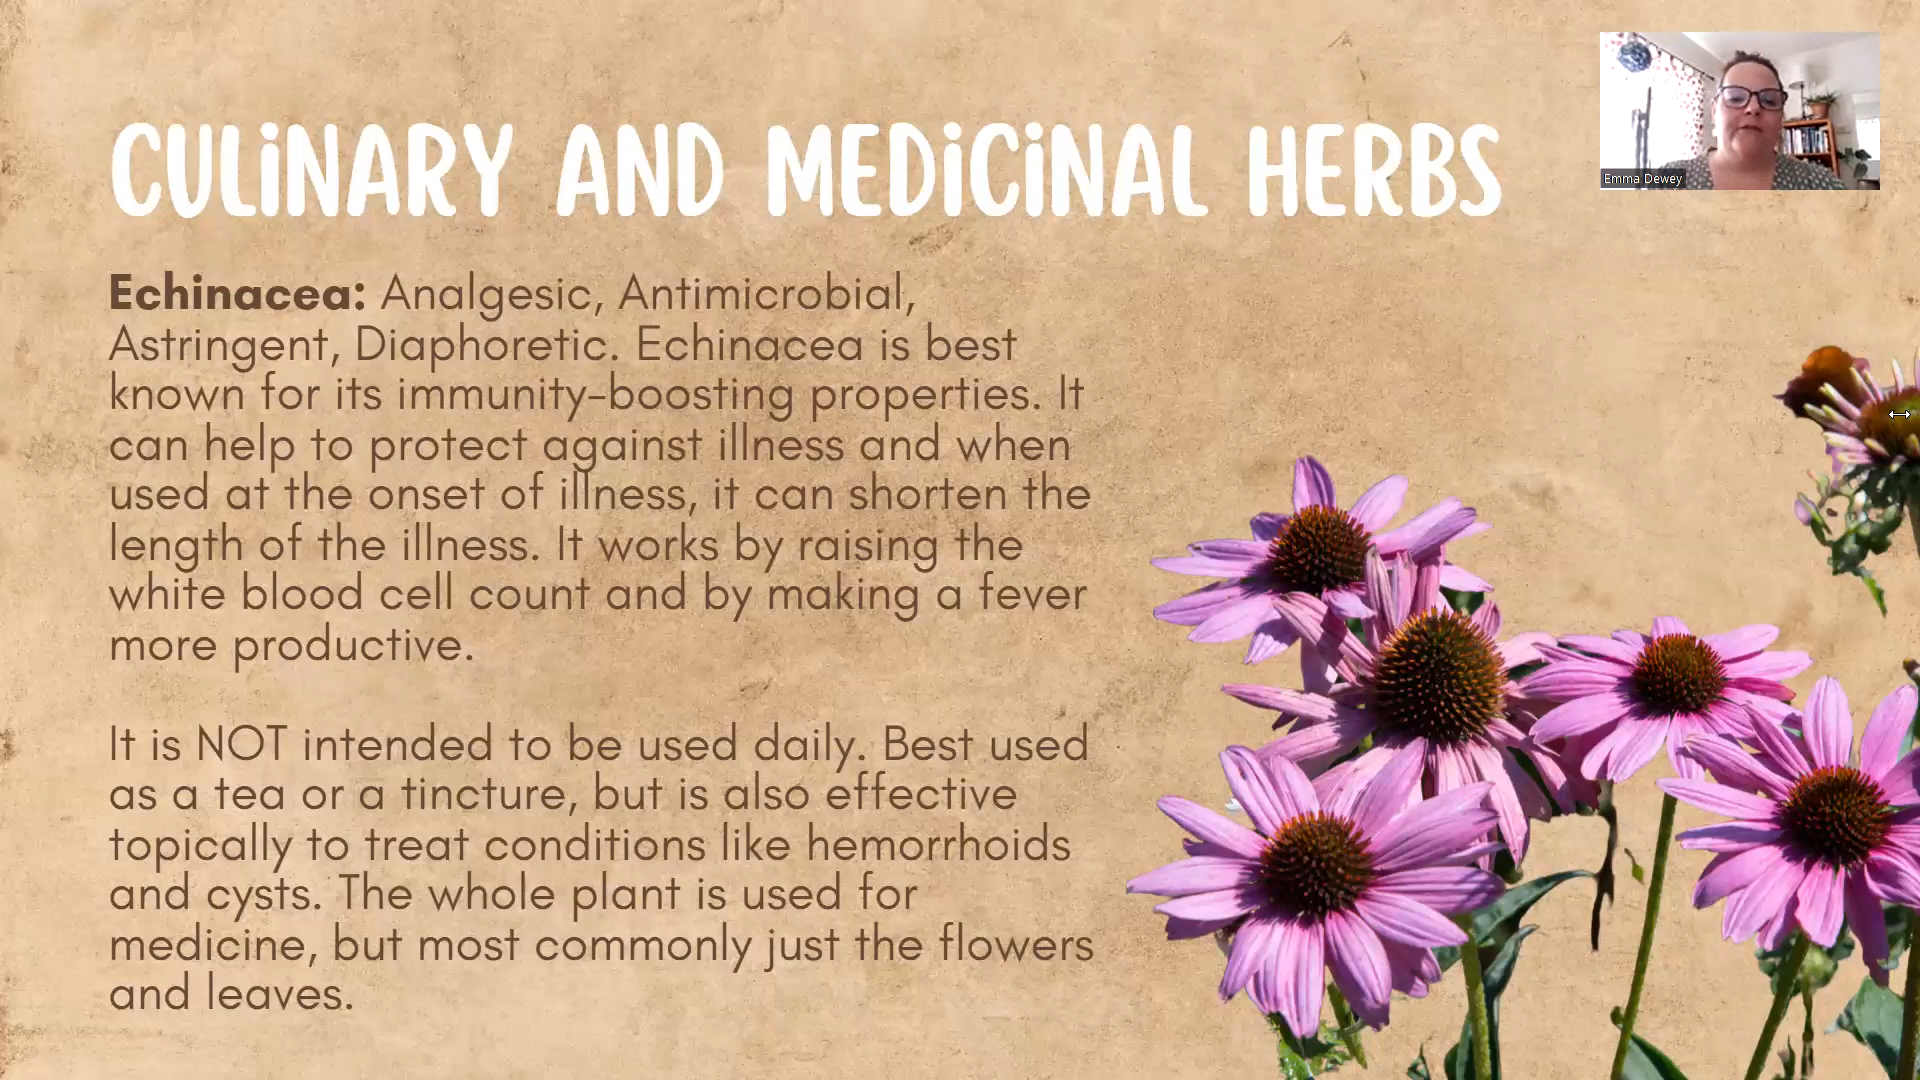 CULiNARY AND MEDiCiNAL HERBS
Emma Dewey
Echinacea: Analgesic, Antimicrobial,
Astringent, Diaphoretic. Echinacea is best
known for its immunity-boosting properties. It
can help to protect against illness and when
used at the onset of illness, it can shorten the
length of the illness. It works by raising the
white blood cell count and by making a fever
more productive.
It is NOT intended to be used daily. Best used
as a tea or a tincture, but is also effective
topically to treat conditions like hemorrhoids
and cysts. The whole plant is used for
medicine, but most commonly just the flowers
and leaves.